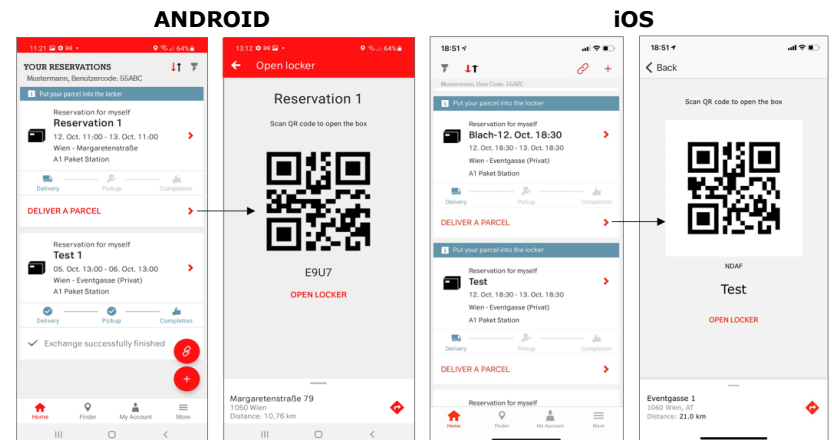 ANDROID
iOS
11:21
64%
YOUR RESERVATIONS
Mustermann, Benutzercode: 55ABC
Put your parcel into the locker
Reservation for myself
Reservation 1
12. Oct. 11:00 - 13. Oct. 11:00
Wien - Margaretenstraße
A1 Paket Station
Delivery
Pickup
Completion
DELIVER A PARCEL
Reservation for myself
Test 1
05. Oct. 13:00 - 06. Oct. 13:00
Wien - Eventgasse (Privat)
A1 Paket Station
Delivery
Pickup
Completion
Exchange successfully finished
Home
Finder
My Account
More
13:12
64%
Open locker
Reservation 1
Scan QR code to open the box
E9U7
OPEN LOCKER
Margaretenstraße 79
1050 Wien
Distance: 10,76 km
18:51
Mustermann, User Code: 55ABC
Put your parcel into the locker
Reservation for myself
Blach-12. Oct. 18:30
12. Oct. 18:30 - 13. Oct. 18:30
Wien - Eventgasse (Privat)
A1 Paket Station
Delivery
Pickup
Completion
DELIVER A PARCEL
Put your parcel into the locker
Reservation for myself
Test
12. Oct. 18:30 - 13. Oct. 18:30
Wien - Eventgasse (Privat)
A1 Paket Station
Delivery
Pickup
Completion
DELIVER A PARCEL
Reservation for myself
Home
Finder
My Account
More
18:51
Back
Scan QR code to open the box
NDAF
Test
OPEN LOCKER
Eventgasse 1
1060 Wien, AT
Distance: 21.0 km